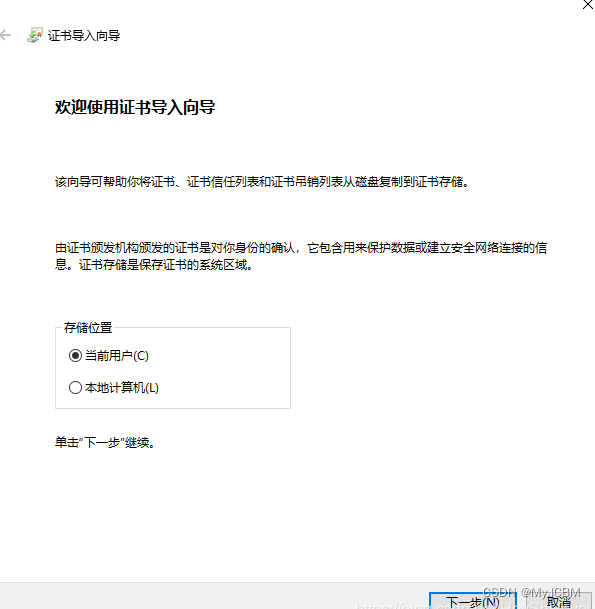 证书导入向导
欢迎使用证书导入向导
该向导可帮助你将证书、证书信任列表和证书吊销列表从磁盘复制到证书存储。
由证书颁发机构颁发的证书是对你身份的确认，它包含用来保护数据或建立安全网络连接的信
息。证书存储是保存证书的系统区域。
存储位置
当前用户(C)
本地计算机(L)
单击“下一步”继续。
下一步(N) 取消
CSDN @MyJCBM